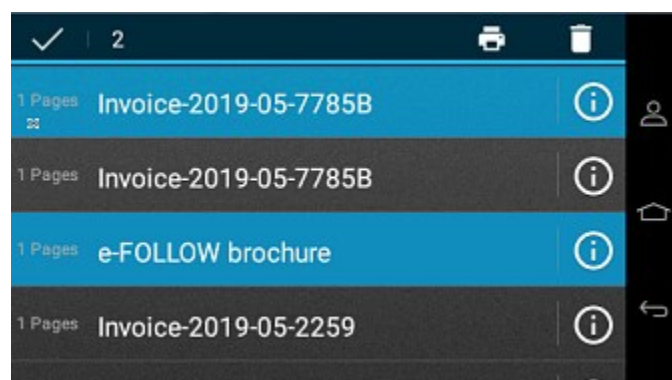 2
1 Pages Invoice-2019-05-7785B
1 Pages Invoice-2019-05-7785B
1 Pages e-FOLLOW brochure
1 Pages Invoice-2019-05-2259